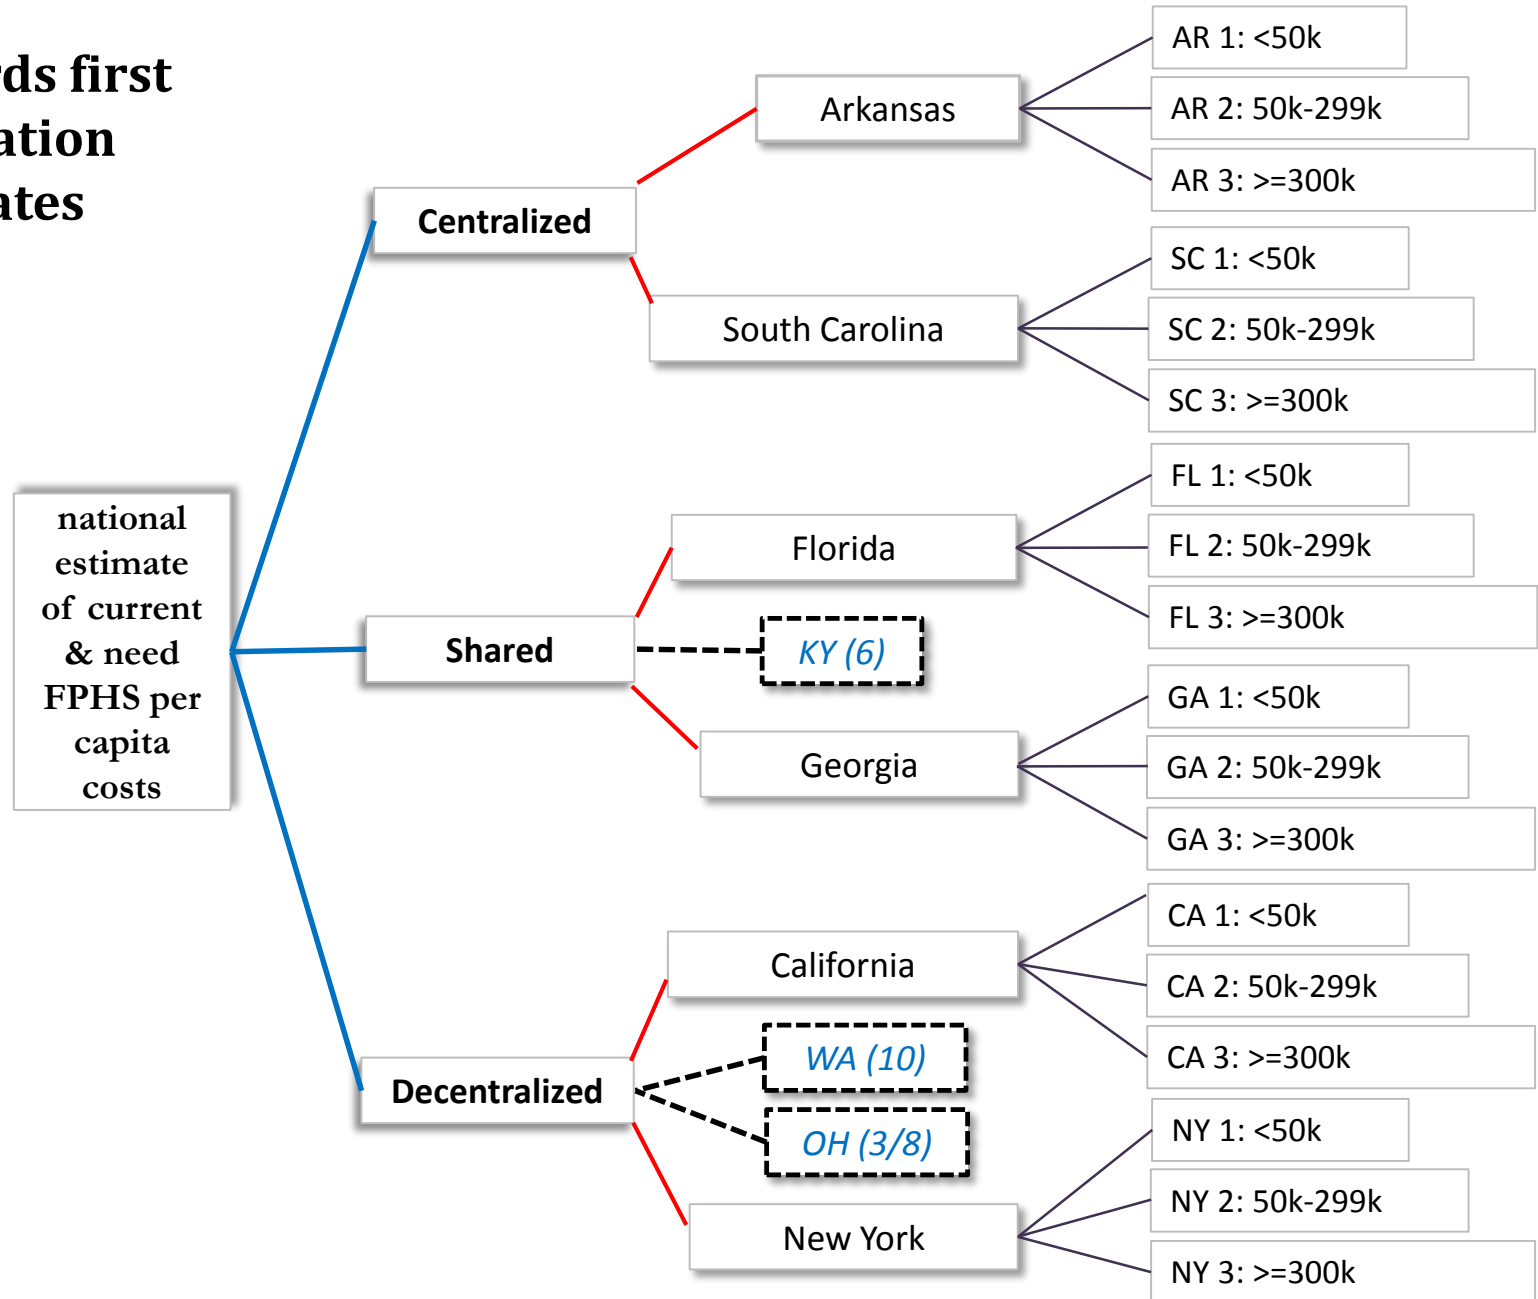 first
national
estimate
of current
& need
FPHS per
capita
costs
Centralized
Arkansas
AR 1: <50k
AR 2: 50k-299k
AR 3: >=300k
South Carolina
SC 1: <50k
SC 2: 50k-299k
SC 3: >=300k
Shared
Florida
FL 1: <50k
FL 2: 50k-299k
FL 3: >=300k
KY (6)
Georgia
GA 1: <50k
GA 2: 50k-299k
GA 3: >=300k
Decentralized
California
CA 1: <50k
CA 2: 50k-299k
CA 3: >=300k
WA (10)
OH (3/8)
New York
NY 1: <50k
NY 2: 50k-299k
NY 3: >=300k